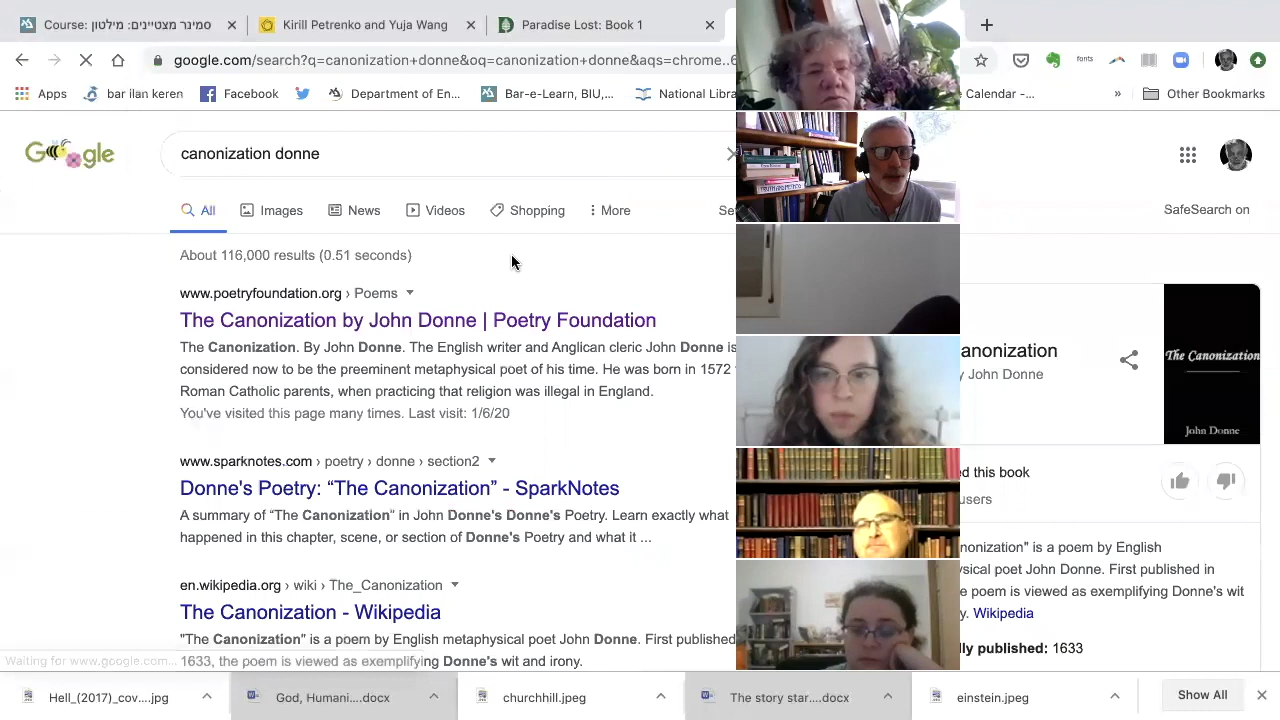 Course: סמינר מצטיינים: מילטון
Kirill Petrenko and Yuja Wang
Paradise Lost: Book 1
google.com/search?q=canonization+donne&oq=canonization+donne&aqs=chrome..6
fonts
Apps
bar ilan keren
Facebook
Department of En...
Bar-e-Learn, BIU,...
National Libra
e Calendar -...
»
Other Bookmarks
Google
canonization donne
All
Images
News
Videos
Shopping
More
Se
SafeSearch on
About 116,000 results (0.51 seconds)
www.poetryfoundation.org › Poems
The Canonization by John Donne | Poetry Foundation
The Canonization. By John Donne. The English writer and Anglican cleric John Donne is
considered now to be the preeminent metaphysical poet of his time. He was born in 1572
Roman Catholic parents, when practicing that religion was illegal in England.
You've visited this page many times. Last visit: 1/6/20
www.sparknotes.com › poetry › donne › section2
Donne's Poetry: “The Canonization” - SparkNotes
A summary of “The Canonization” in John Donne's Donne's Poetry. Learn exactly what
happened in this chapter, scene, or section of Donne's Poetry and what it ...
en.wikipedia.org › wiki › The_Canonization
The Canonization - Wikipedia
"The Canonization" is a poem by English metaphysical poet John Donne. First published
1633, the poem is viewed as exemplifying Donne's wit and irony.
anonization
y John Donne
The Canonization
John Donne
ed this book
users
nonization" is a poem by English
ysical poet John Donne. First published in
e poem is viewed as exemplifying Donne's wit
y. Wikipedia
lly published: 1633
Waiting for www.google.com...
Hell_(2017)_cov....jpg
God, Humani....docx
churchhill.jpeg
The story star....docx
einstein.jpeg
Show All